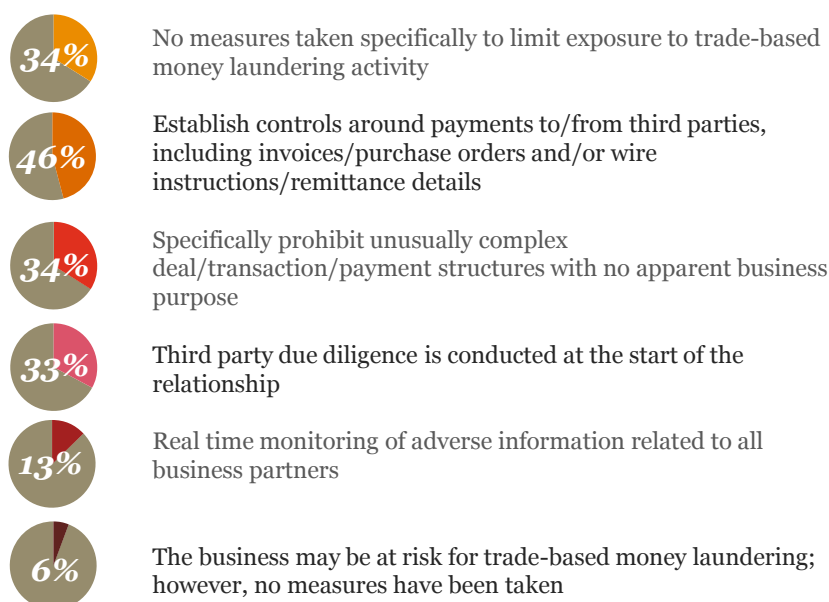 34%
No measures taken specifically to limit exposure to trade-based
money laundering activity
46%
Establish controls around payments to/from third parties,
including invoices/purchase orders and/or wire
instructions/remittance details
34%
Specifically prohibit unusually complex
deal/transaction/payment structures with no apparent business
purpose
33%
Third party due diligence is conducted at the start of the
relationship
13%
Real time monitoring of adverse information related to all
business partners
6%
The business may be at risk for trade-based money laundering;
however, no measures have been taken